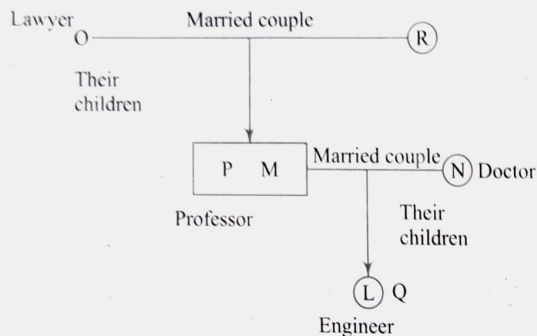 Lawyer Married couple
O R
Their
children
P M Married couple N Doctor
Professor Their
children
L Q
Engineer